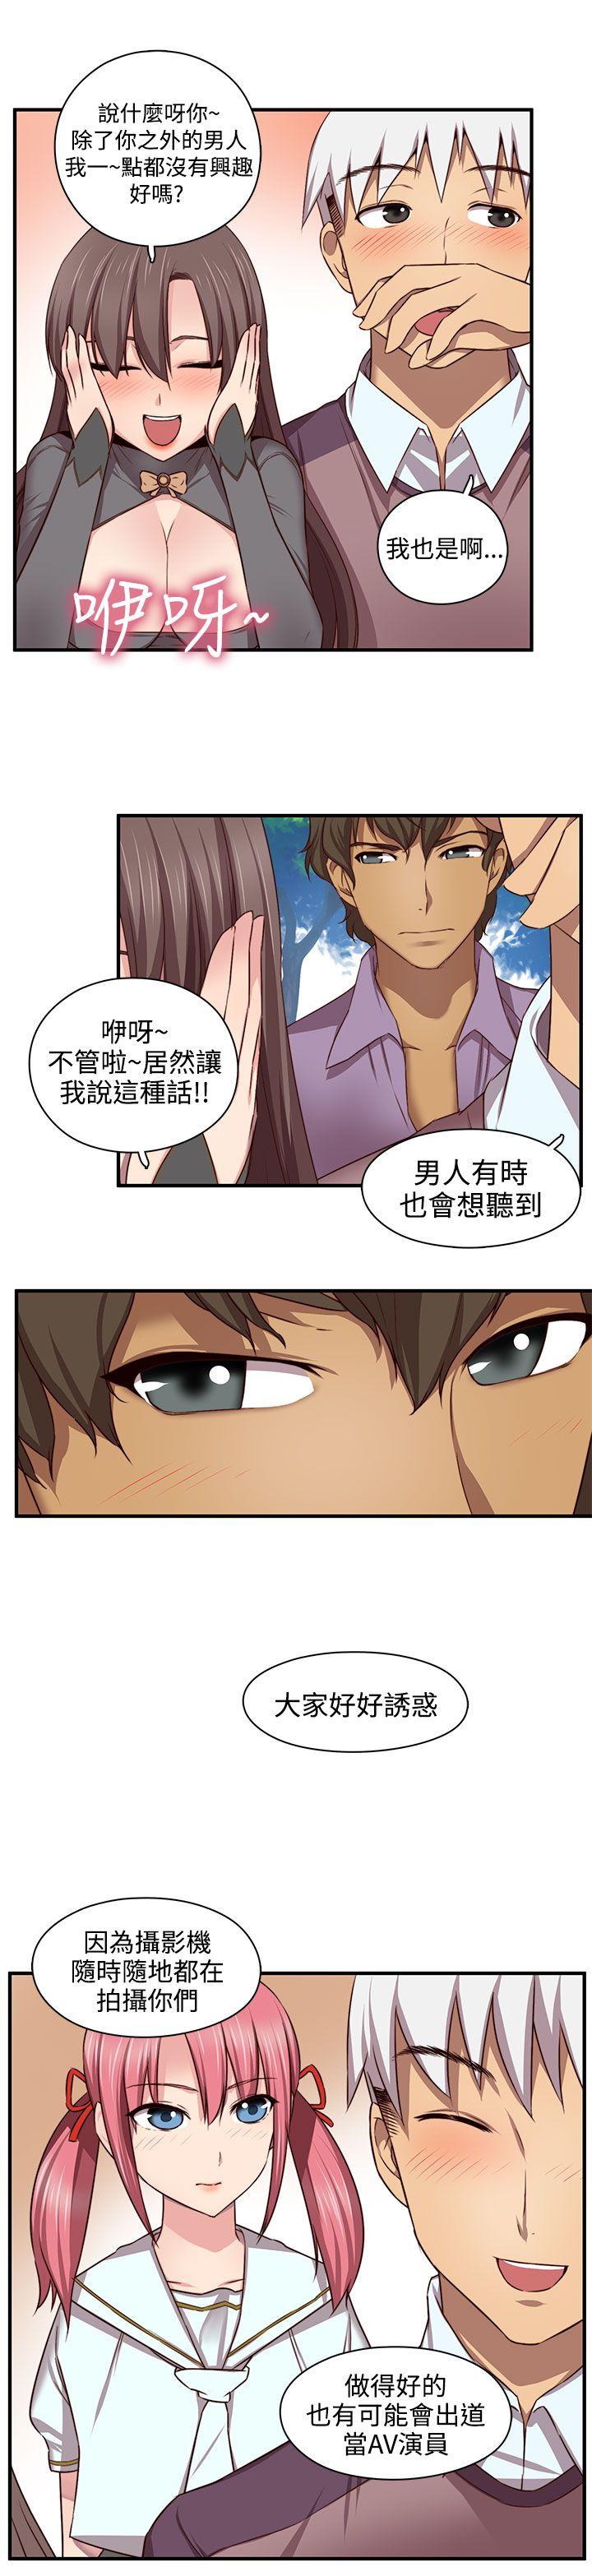 說什麼呀你~
除了你之外的男人
我一~點都沒有興趣
好嗎?
我也是啊...
咿呀~
咿呀~
不管啦~居然讓
我說這種話!!
男人有時
也會想聽到
大家好好誘惑
因為攝影機
隨時隨地都在
拍攝你們
做得好的
也有可能會出道
當AV演員